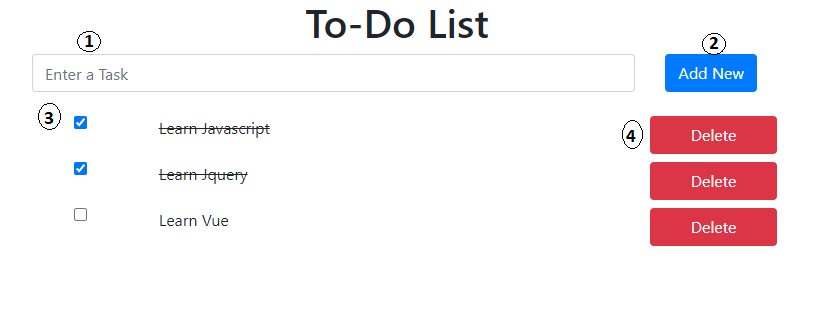 To-Do List
1
2
Enter a Task
Add New
3
Learn Javascript
4
Delete
Learn Jquery
Delete
Learn Vue
Delete